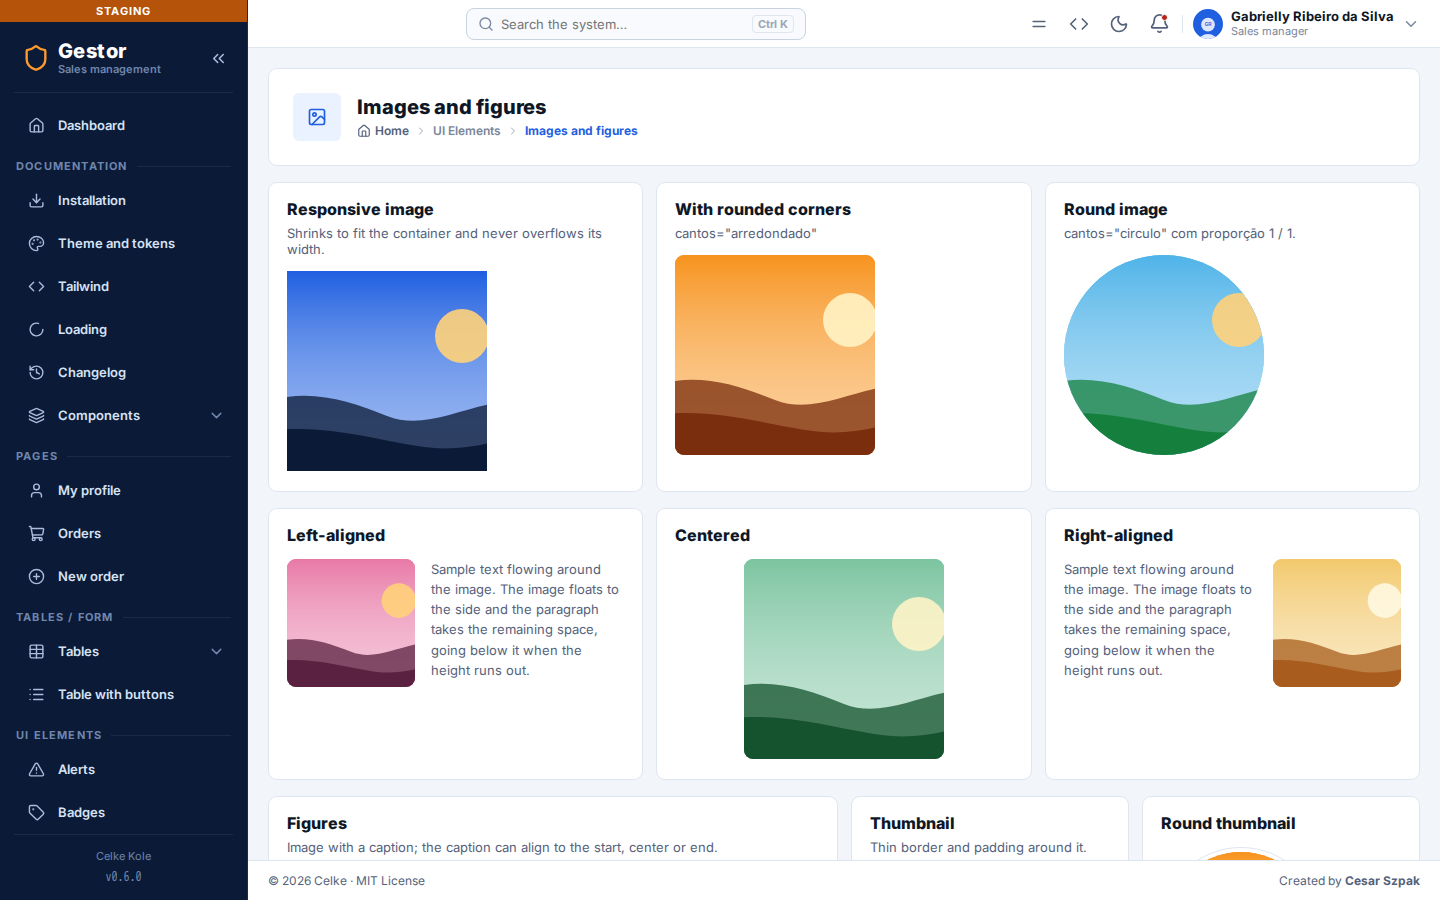 STAGING
Gestor
Sales management
Dashboard
DOCUMENTATION
Installation
Theme and tokens
Tailwind
Loading
Changelog
Components
PAGES
My profile
Orders
New order
TABLES / FORM
Tables
Table with buttons
UI ELEMENTS
Alerts
Badges
Celke Kole
v0.6.0
Search the system...
Ctrl K
GR
Gabrielly Ribeiro da Silva
Sales manager
Images and figures
Home
UI Elements
Images and figures
Responsive image
Shrinks to fit the container and never overflows its
width.
With rounded corners
cantos="arredondado"
Round image
cantos="circulo" com proporção 1 / 1.
Left-aligned
Sample text flowing around
the image. The image floats to
the side and the paragraph
takes the remaining space,
going below it when the
height runs out.
Centered
Right-aligned
Sample text flowing around
the image. The image floats to
the side and the paragraph
takes the remaining space,
going below it when the
height runs out.
Figures
Image with a caption; the caption can align to the start, center or end.
Thumbnail
Thin border and padding around it.
Round thumbnail
© 2026 Celke · MIT License
Created by Cesar Szpak